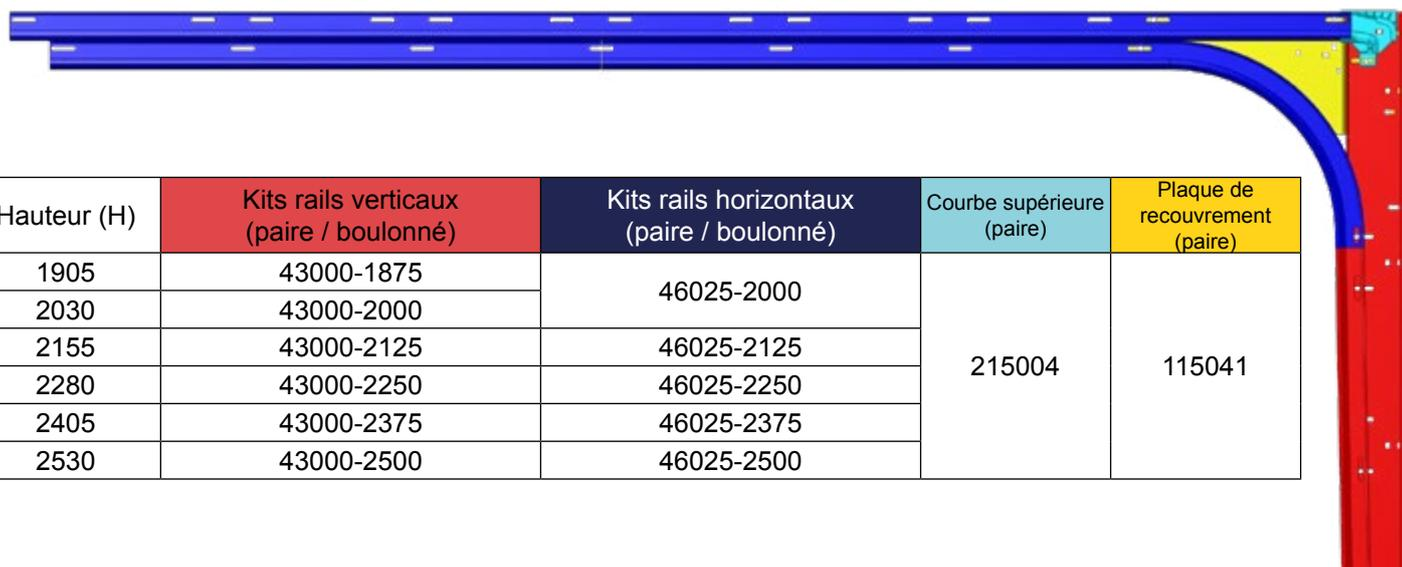 Hauteur (H)
Kits rails verticaux
(paire / boulonné)
Kits rails horizontaux
(paire / boulonné)
Courbe supérieure
(paire)
Plaque de
recouvrement
(paire)
1905 43000-1875 46025-2000 215004 115041
2030 43000-2000
2155 43000-2125 46025-2125
2280 43000-2250 46025-2250
2405 43000-2375 46025-2375
2530 43000-2500 46025-2500